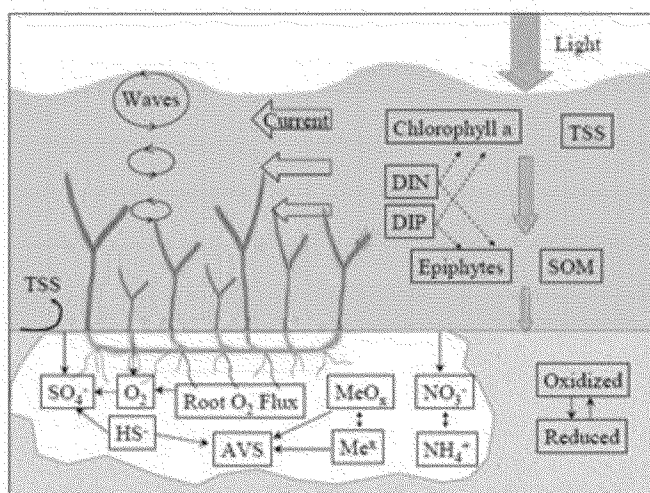 Light
Waves
Current
Chlorophyll a
TSS
DIN
DIP
Epiphytes
SOM
TSS
SO4-
O2
Root O2 Flux
MeOx
NO3-
Oxidized
HS-
AVS
Mex
NH4+
Reduced